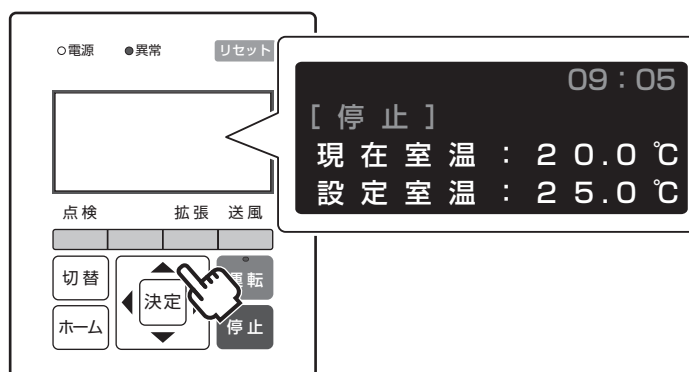 ○電源 ●異常 リセット
09:05
[停止]
現在室温:20.0℃
設定室温:25.0℃
点検 拡張 送風
切替
決定
運転
ホーム
停止